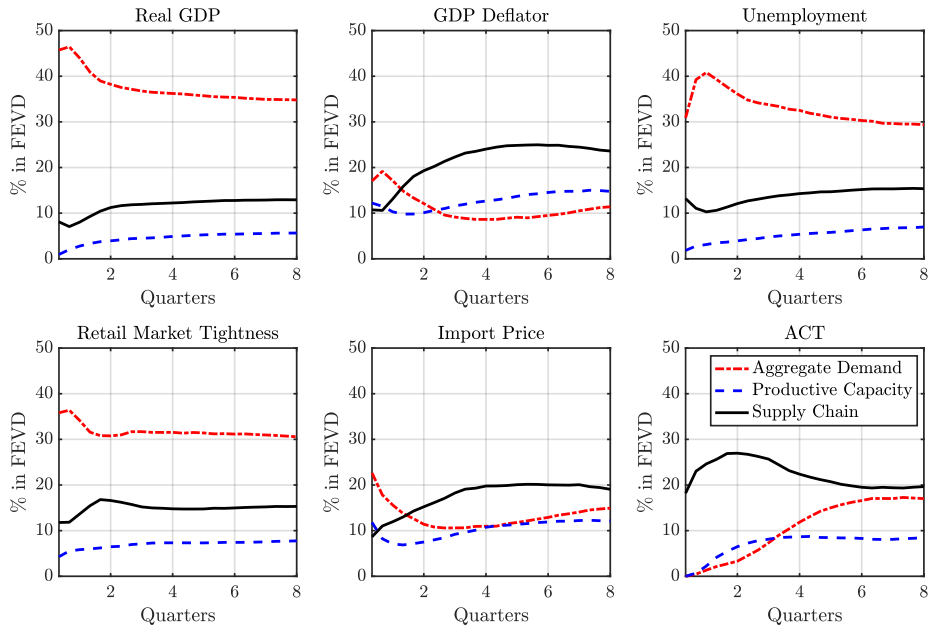 Real GDP
GDP Deflator
Unemployment
50
40
30
20
10
0
% in FEVD
2 4 6 8
Quarters
50
40
30
20
10
0
% in FEVD
2 4 6 8
Quarters
50
40
30
20
10
0
% in FEVD
2 4 6 8
Quarters
Retail Market Tightness
Import Price
ACT
50
40
30
20
10
0
% in FEVD
2 4 6 8
Quarters
50
40
30
20
10
0
% in FEVD
2 4 6 8
Quarters
50
40
30
20
10
0
% in FEVD
Aggregate Demand
Productive Capacity
Supply Chain
2 4 6 8
Quarters